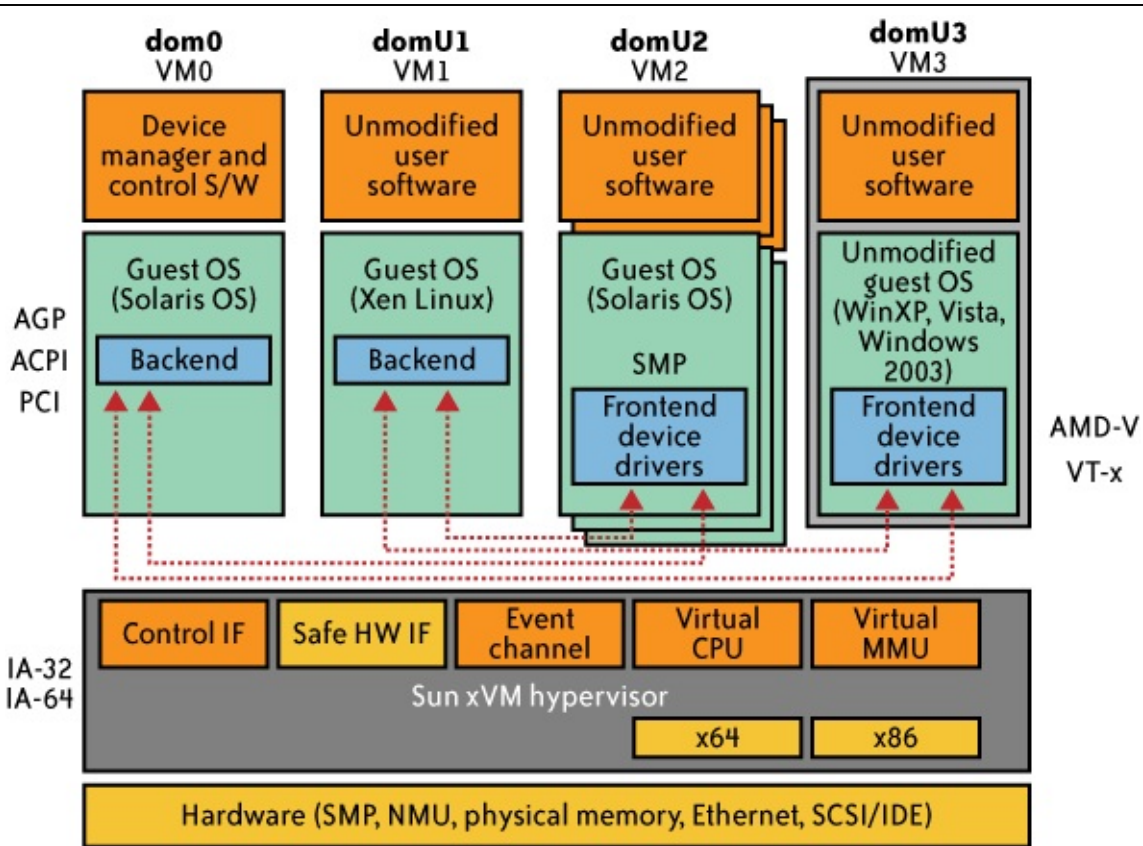 dom0
VM0
domU1
VM1
domU2
VM2
domU3
VM3
Device
manager and
control S/W
Unmodified
user
software
Unmodified
user
software
Unmodified
user
software
Guest OS
(Solaris OS)
Backend
Guest OS
(Xen Linux)
Backend
Guest OS
(Solaris OS)
SMP
Frontend
device
drivers
Unmodified
guest OS
(WinXP, Vista,
Windows
2003)
Frontend
device
drivers
AGP
ACPI
PCI
AMD-V
VT-x
Control IF
Safe HW IF
Event
channel
Virtual
CPU
Virtual
MMU
IA-32
IA-64
Sun xVM hypervisor
x64
x86
Hardware (SMP, NMU, physical memory, Ethernet, SCSI/IDE)